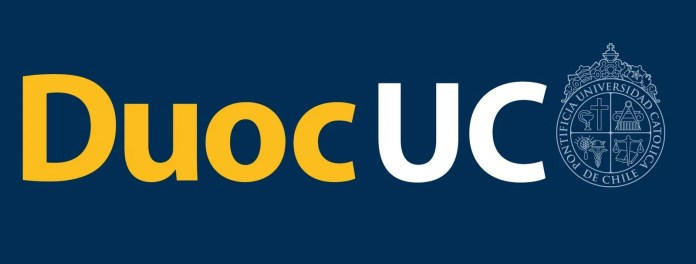 Duoc UC
PONTIFICIA UNIVERSIDAD CATOLICA DE CHILE